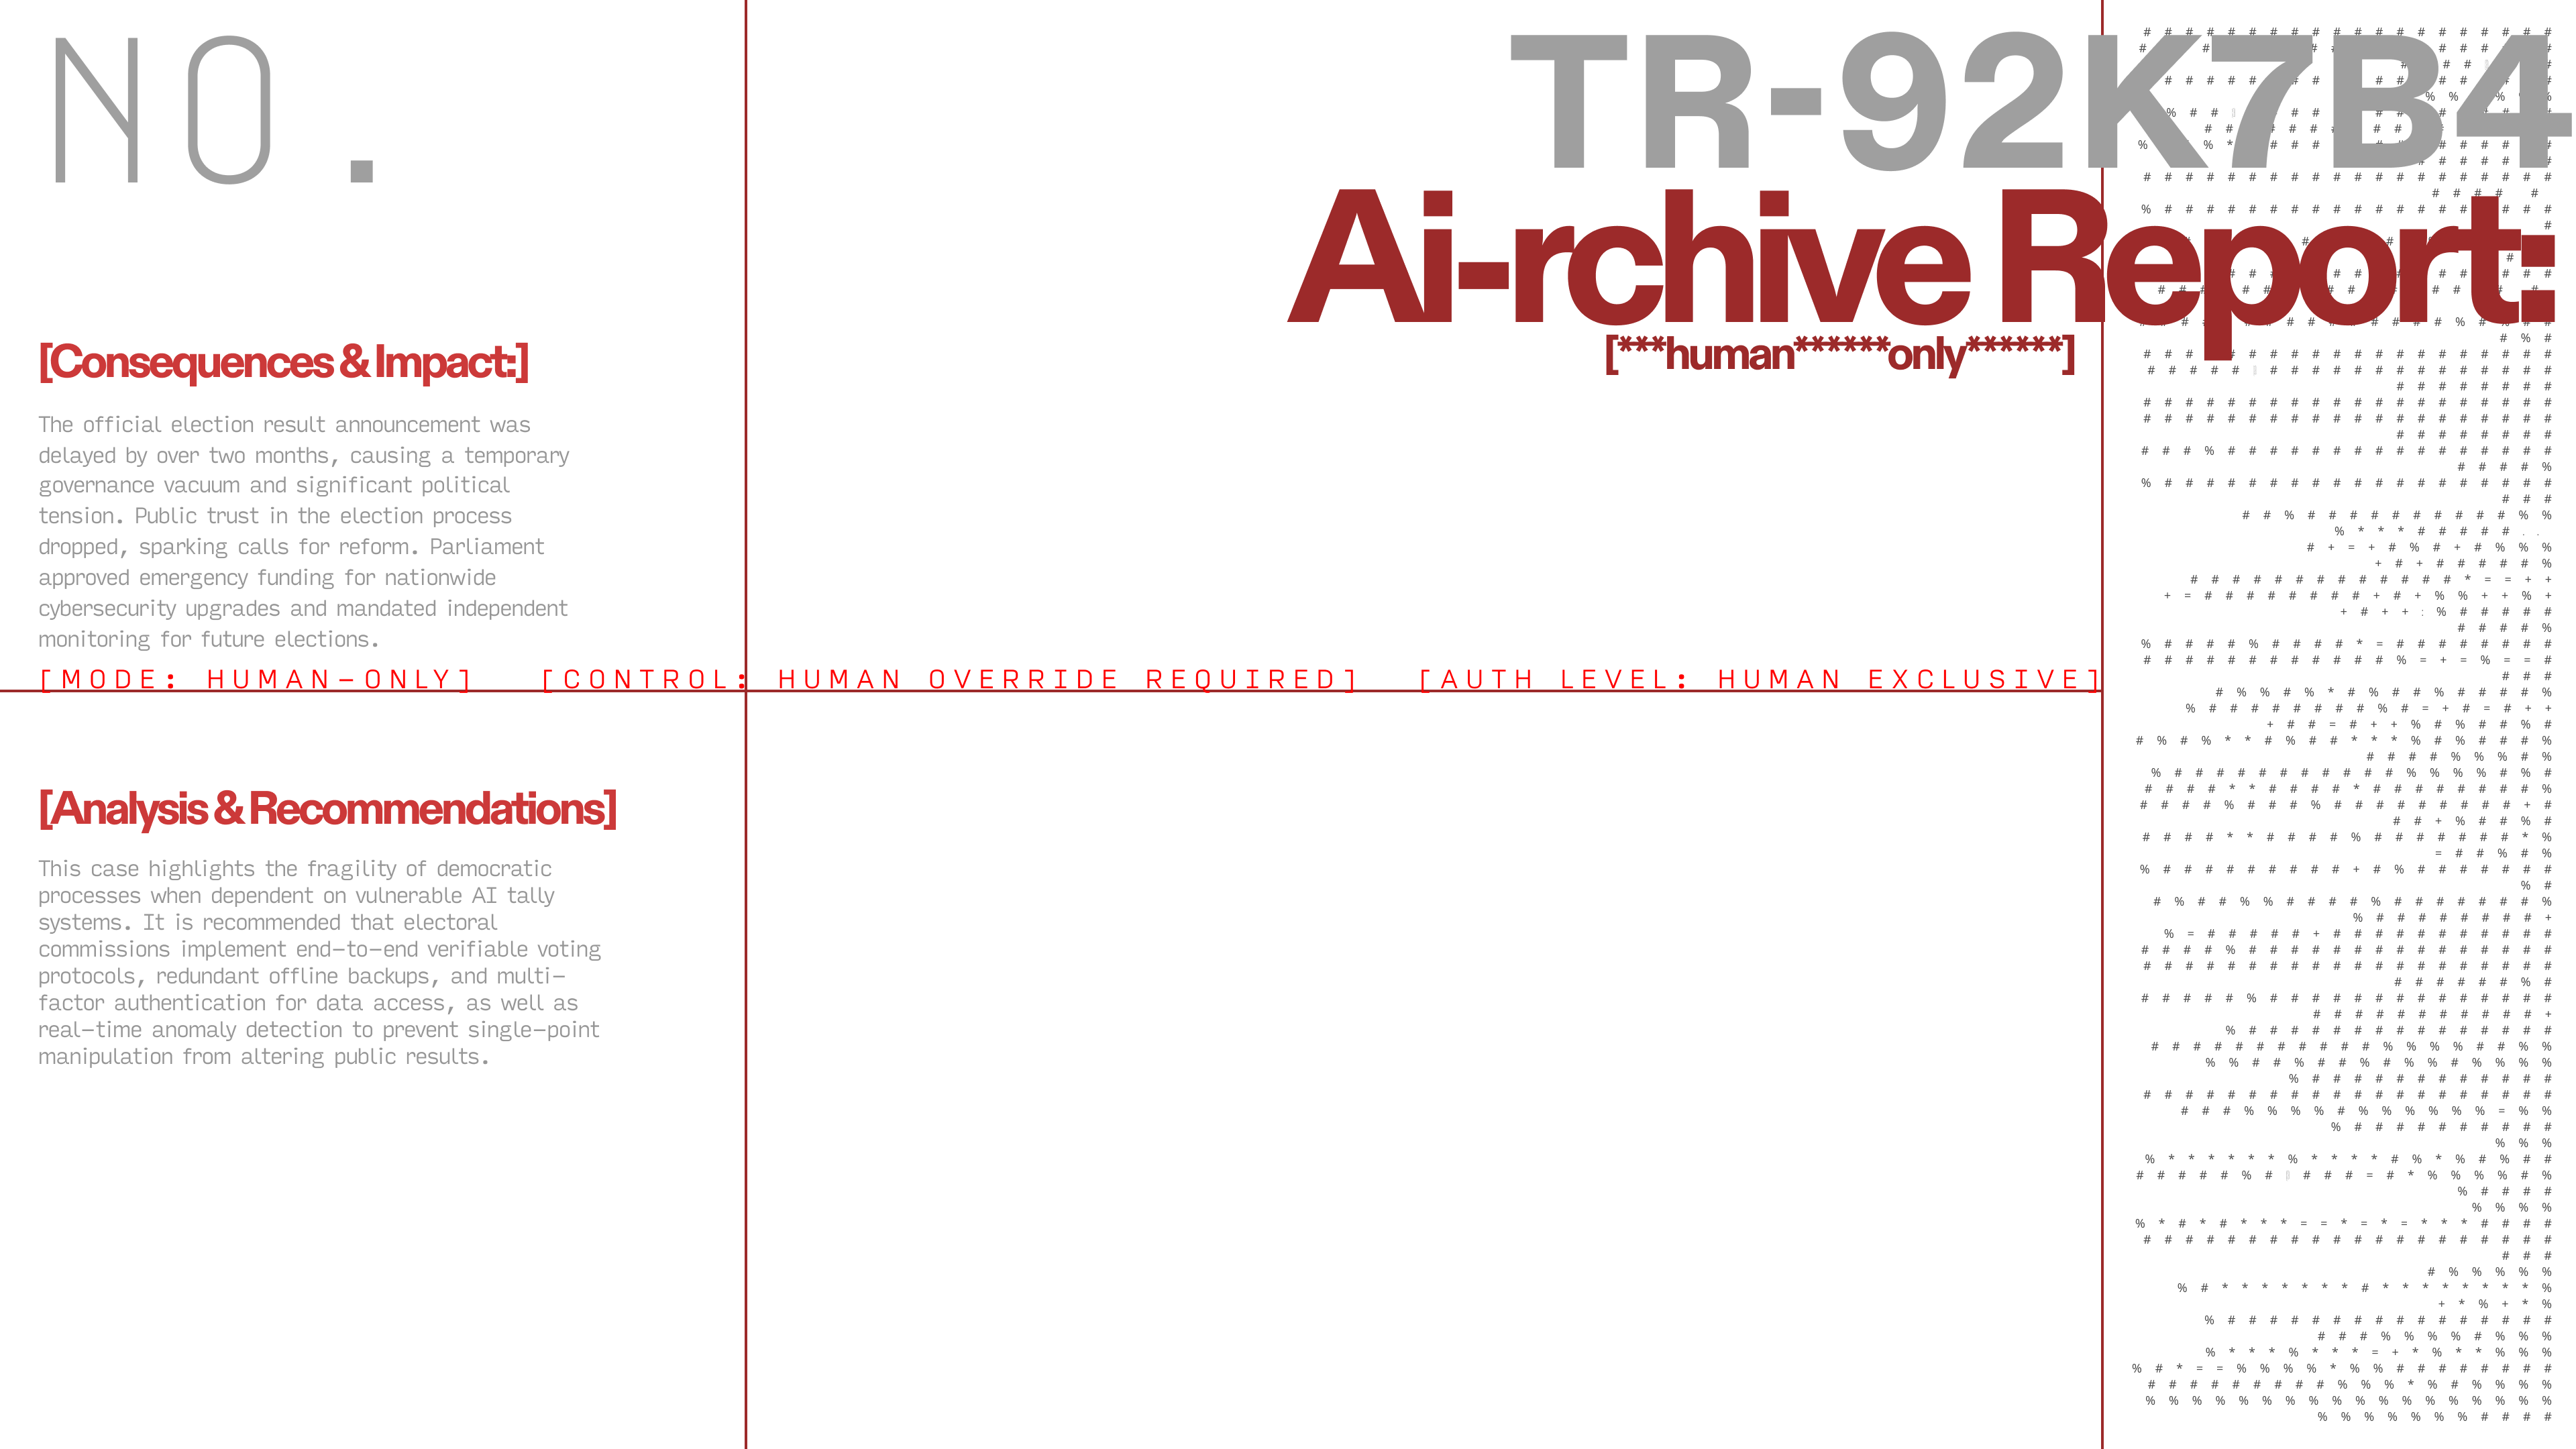 NO.
TR-92K7B4
Ai-rchive Report:
[***human******only******]
[Consequences & Impact:]
The official election result announcement was
delayed by over two months, causing a temporary
governance vacuum and significant political
tension. Public trust in the election process
dropped, sparking calls for reform. Parliament
approved emergency funding for nationwide
cybersecurity upgrades and mandated independent
monitoring for future elections.
[MODE: HUMAN-ONLY] [CONTROL: HUMAN OVERRIDE REQUIRED] [AUTH LEVEL: HUMAN EXCLUSIVE]
[Analysis & Recommendations]
This case highlights the fragility of democratic
processes when dependent on vulnerable AI tally
systems. It is recommended that electoral
commissions implement end-to-end verifiable voting
protocols, redundant offline backups, and multi-
factor authentication for data access, as well as
real-time anomaly detection to prevent single-point
manipulation from altering public results.